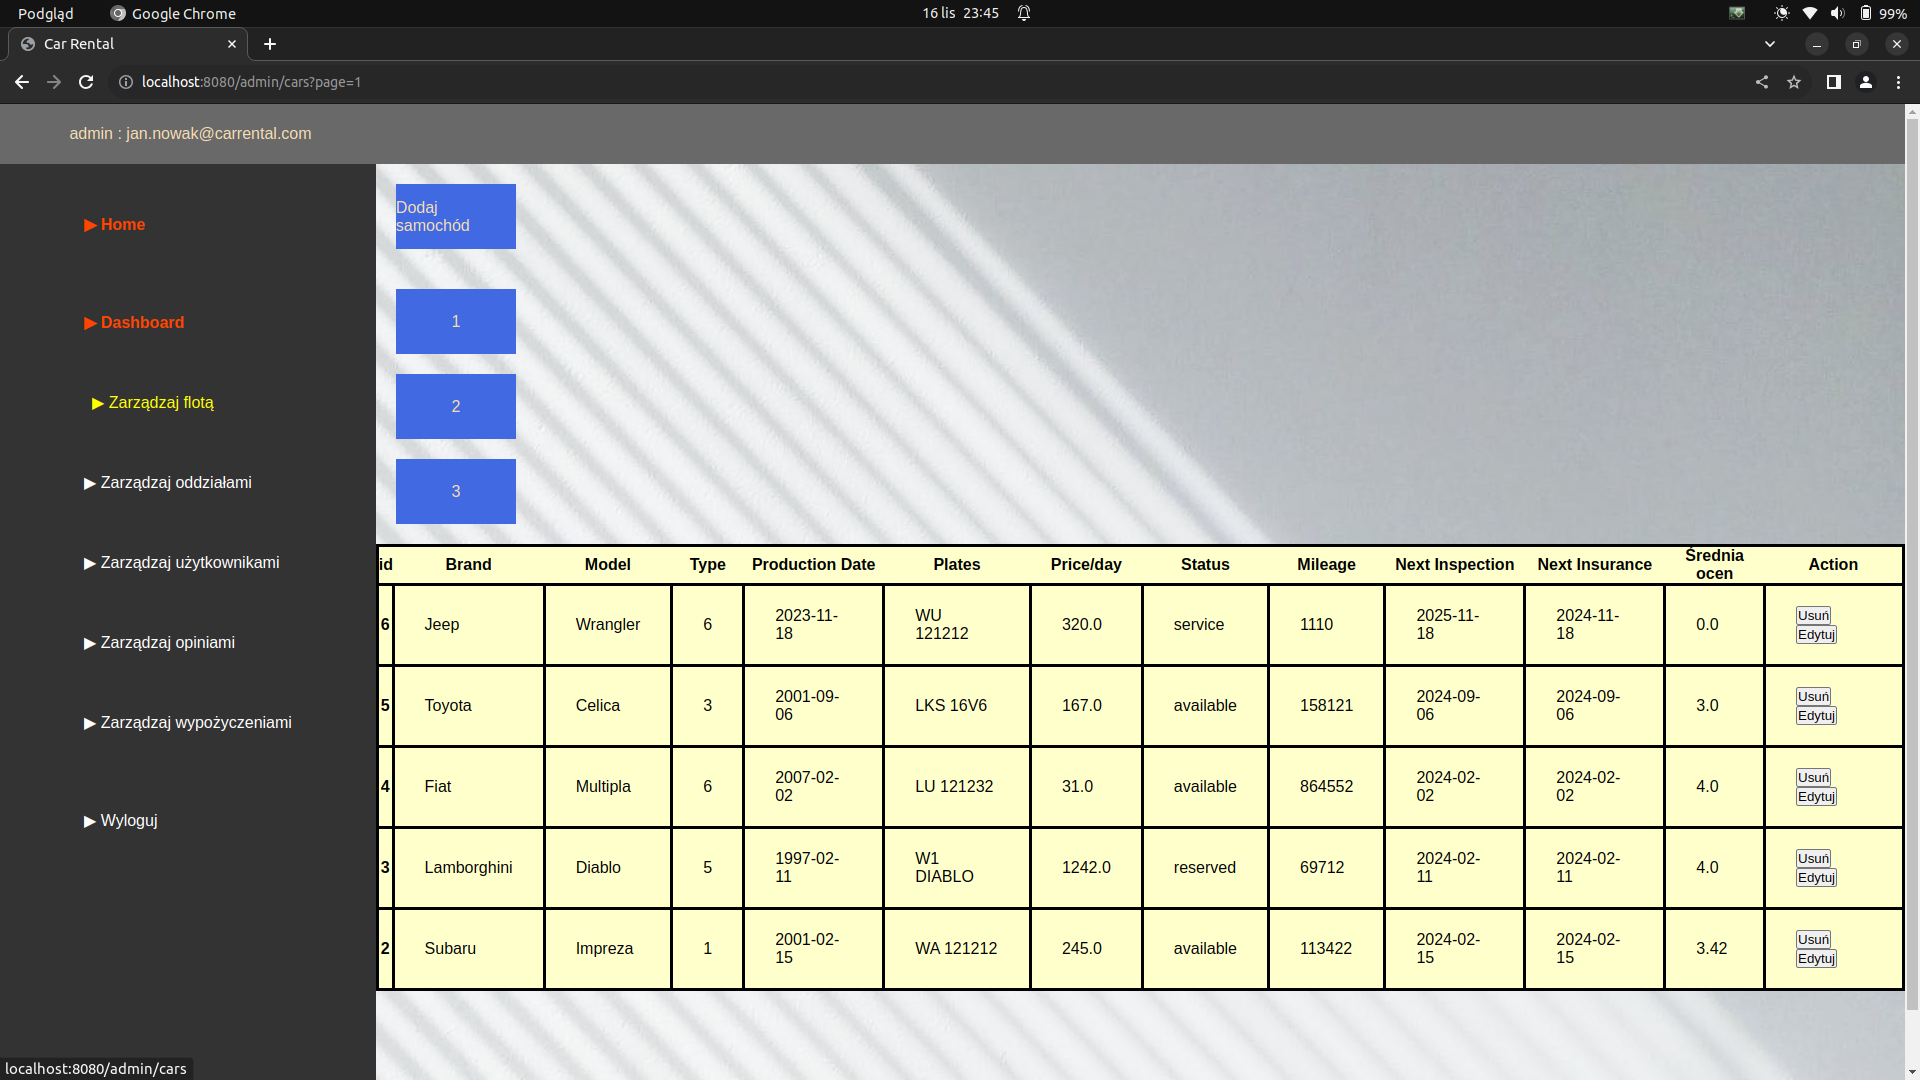 Podgląd Google Chrome 16 lis 23:45 99%
Car Rental
localhost:8080/admin/cars?page=1
admin : jan.nowak@carrental.com
▶ Home
▶ Dashboard
▶ Zarządzaj flotą
▶ Zarządzaj oddziałami
▶ Zarządzaj użytkownikami
▶ Zarządzaj opiniami
▶ Zarządzaj wypożyczeniami
▶ Wyloguj
Dodaj
samochód
1
2
3
id Brand Model Type Production Date Plates Price/day Status Mileage Next Inspection Next Insurance Średnia ocen Action
6 Jeep Wrangler 6 2023-11-18 WU 121212 320.0 service 1110 2025-11-18 2024-11-18 0.0 Usuń Edytuj
5 Toyota Celica 3 2001-09-06 LKS 16V6 167.0 available 158121 2024-09-06 2024-09-06 3.0 Usuń Edytuj
4 Fiat Multipla 6 2007-02-02 LU 121232 31.0 available 864552 2024-02-02 2024-02-02 4.0 Usuń Edytuj
3 Lamborghini Diablo 5 1997-02-11 W1 DIABLO 1242.0 reserved 69712 2024-02-11 2024-02-11 4.0 Usuń Edytuj
2 Subaru Impreza 1 2001-02-15 WA 121212 245.0 available 113422 2024-02-15 2024-02-15 3.42 Usuń Edytuj
localhost:8080/admin/cars